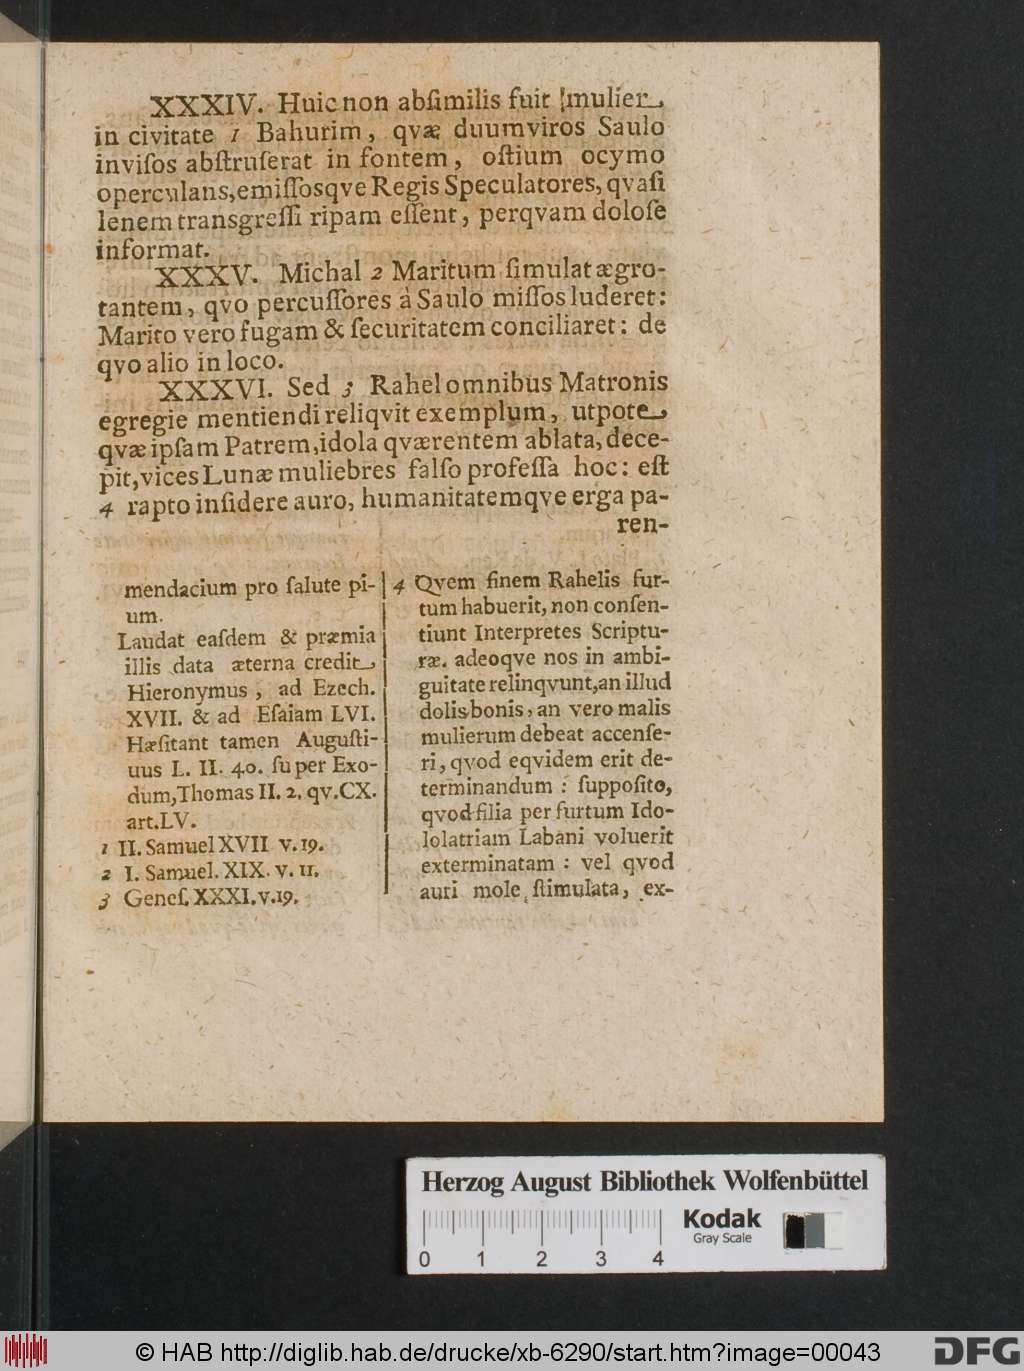 XXXIV. Huic non abſimilis fuit mulier
in civitate 1 Bahurim, qvæ duumviros Saulo
inviſos abſtruſerat in fontem, oſtium ocymo
operculans, emiſſosqve Regis Speculatores, qvaſi
lenem transgreſſi ripam eſſent, perqvam doloſe
informat.
XXXV. Michal 2 Maritum ſimulat ægro-
tantem, qvo percuſſores à Saulo miſſos luderet:
Marito vero fugam & ſecuritatem conciliaret: de
qvo alio in loco.
XXXVI. Sed 3 Rahel omnibus Matronis
egregie mentiendi reliqvit exemplum, utpote
qvæ ipſam Patrem, idola qværentem ablata, dece-
pit, vices Lunæ muliebres falſo profeſſa hoc: eſt
4 rapto inſidere auro, humanitatemqve erga pa-
ren-
mendacium pro ſalute pi-
um.
Laudat eaſdem & præmia
illis data æterna credit
Hieronymus, ad Ezech.
XVII. & ad Eſaiam LVI.
Hæſitant tamen Auguſti-
uus L. II. 40. ſuper Exo-
dum, Thomas II. 2. qv. CX.
art. LV.
1 II. Samuel XVII v. 19.
2 I. Samuel. XIX. v. 11.
3 Geneſ. XXXI. v. 19.
4 Qvem finem Rahelis fur-
tum habuerit, non conſen-
tiunt Interpretes Scriptu-
ræ. adeoqve nos in ambi-
guitate relinqvunt, an illud
dolis bonis, an vero malis
mulierum debeat accenſe-
ri, qvod eqvidem erit de-
terminandum : ſuppoſito,
qvod filia per furtum Ido-
lolatriam Labani voluerit
exterminatam : vel qvod
auri mole ſtimulata, ex-
Herzog August Bibliothek Wolfenbüttel
Kodak
Gray Scale
0 1 2 3 4
© HAB http://diglib.hab.de/drucke/xb-6290/start.htm?image=00043
DFG